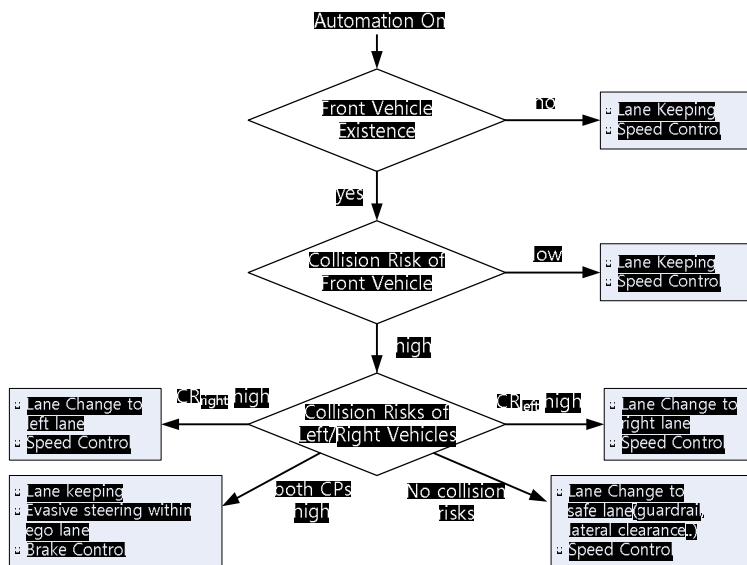 Automation On
Front Vehicle
Existence
no
Lane Keeping
Speed Control
yes
Collision Risk of
Front Vehicle
low
Lane Keeping
Speed Control
high
CRright high
Lane Change to
left lane
Speed Control
Collision Risks of
Left/Right Vehicles
CRleft high
Lane Change to
right lane
Speed Control
both CPs
high
Lane keeping
Evasive steering within
ego lane
Brake Control
No collision
risks
Lane Change to
safe lane(guardrail,
lateral clearance..)
Speed Control